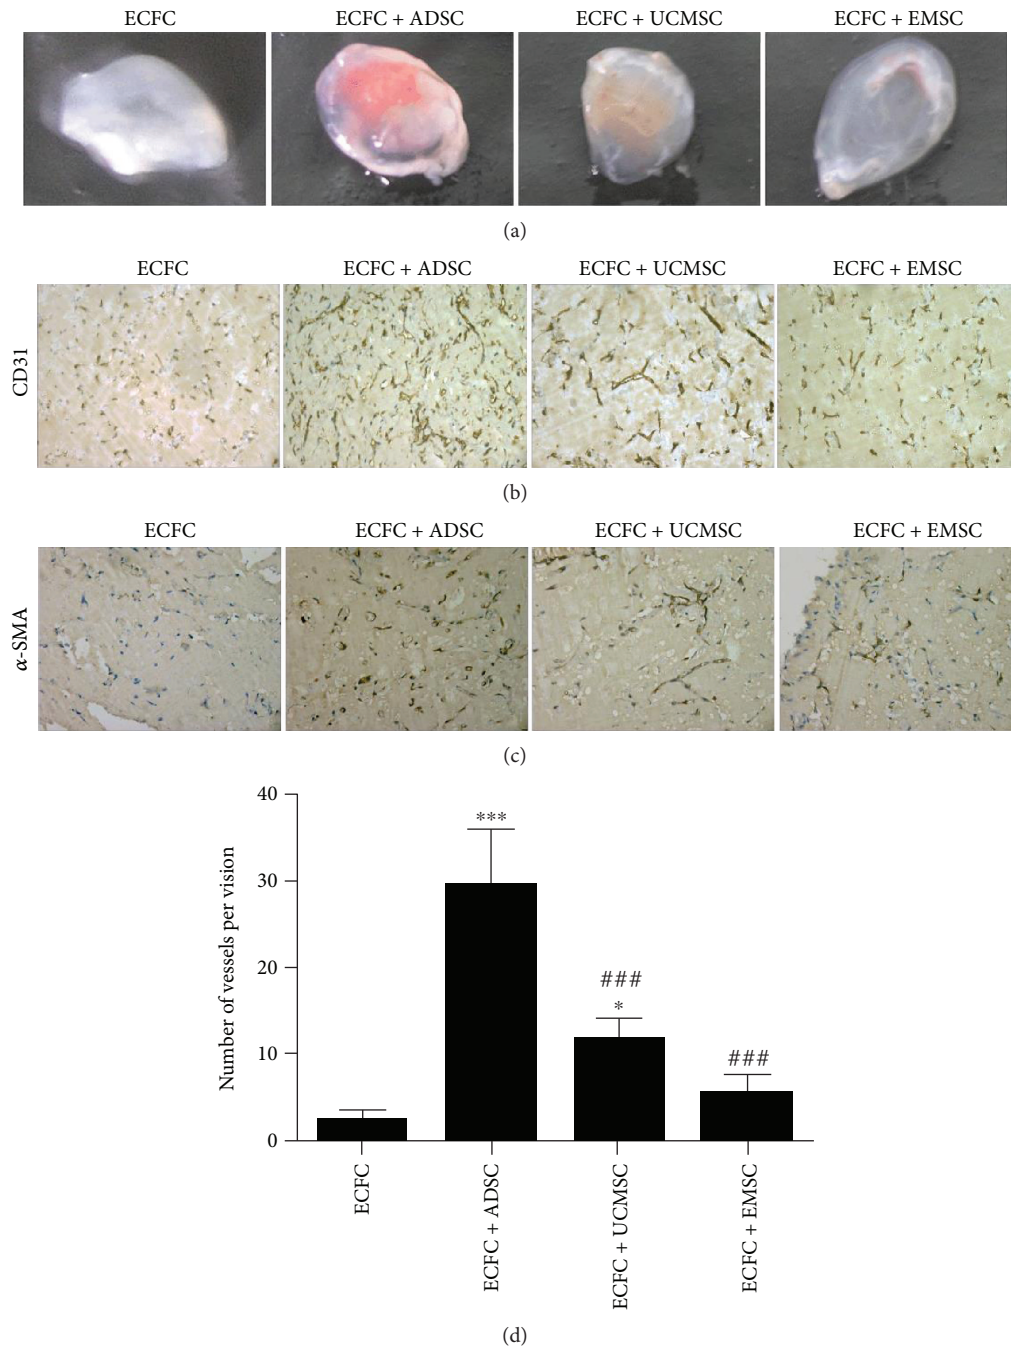 ECFC ECFC + ADSC ECFC + UCMSC ECFC + EMSC
(a)
ECFC ECFC + ADSC ECFC + UCMSC ECFC + EMSC
CD31
(b)
ECFC ECFC + ADSC ECFC + UCMSC ECFC + EMSC
α-SMA
(c)
Number of vessels per vision
40
30
20
10
0
***
###
*
###
ECFC
ECFC + ADSC
ECFC + UCMSC
ECFC + EMSC
(d)